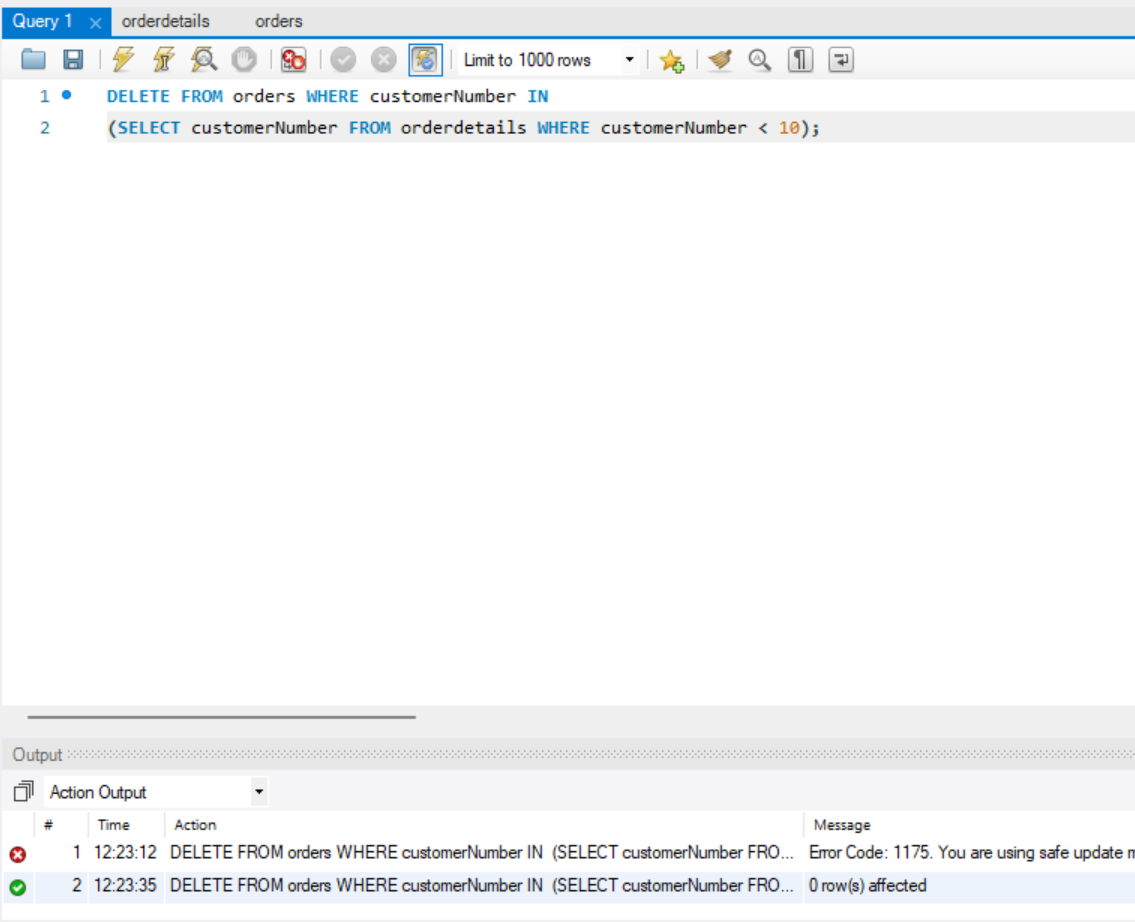 Query 1 × orderdetails orders
Limit to 1000 rows
1 DELETE FROM orders WHERE customerNumber IN
2 (SELECT customerNumber FROM orderdetails WHERE customerNumber < 10);
Output
Action Output
# Time Action Message
1 12:23:12 DELETE FROM orders WHERE customerNumber IN (SELECT customerNumber FRO... Error Code: 1175. You are using safe update
2 12:23:35 DELETE FROM orders WHERE customerNumber IN (SELECT customerNumber FRO... 0 row(s) affected